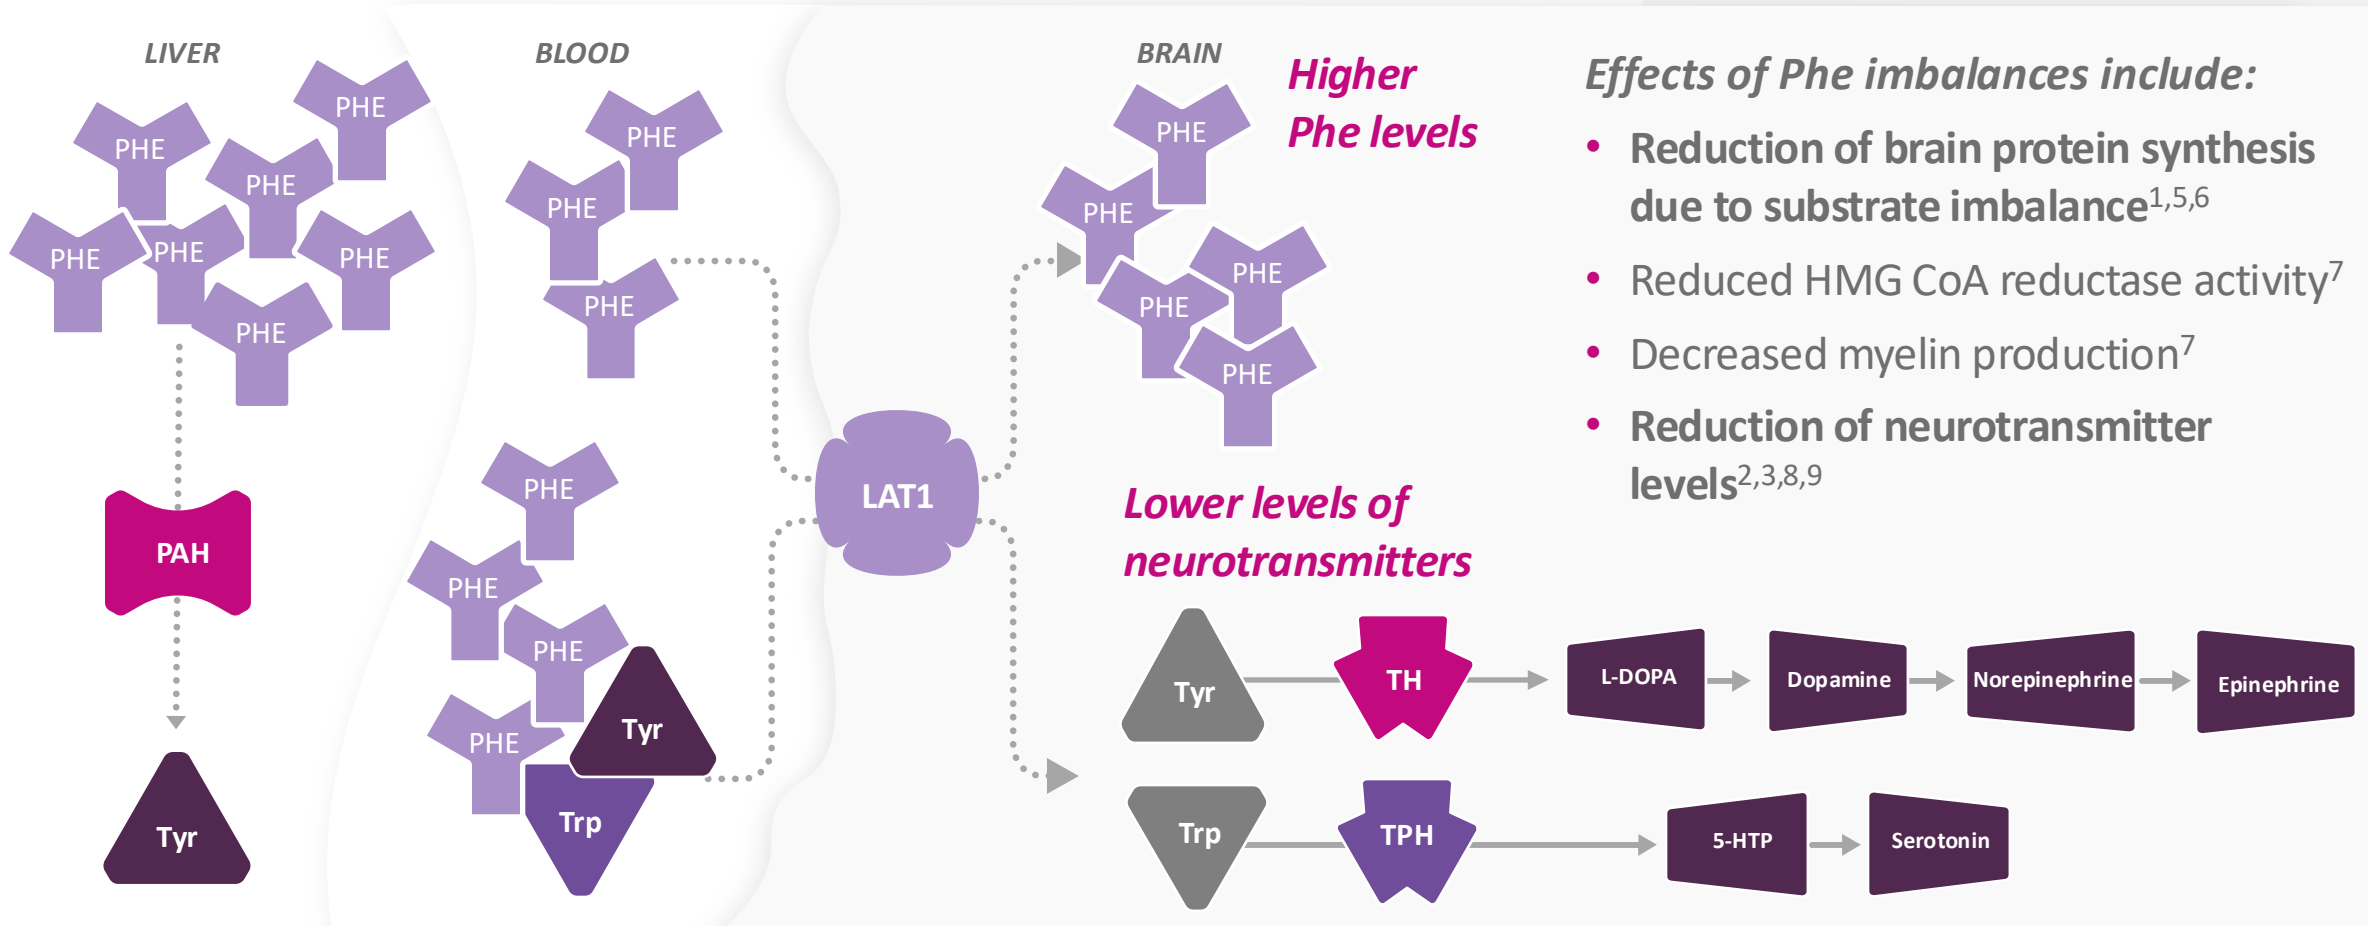 LIVER
PHE
PHE
PHE
PHE
PHE
PHE
PHE
PAH
Tyr
BLOOD
PHE
PHE
PHE
PHE
PHE
PHE
PHE
Tyr
Trp
LAT1
BRAIN
Higher
Phe levels
PHE
PHE
PHE
PHE
PHE
Lower levels of
neurotransmitters
Tyr
TH
L-DOPA
Dopamine
Norepinephrine
Epinephrine
Trp
TPH
5-HTP
Serotonin
Effects of Phe imbalances include:
• Reduction of brain protein synthesis
due to substrate imbalance1,5,6
• Reduced HMG CoA reductase activity7
• Decreased myelin production7
• Reduction of neurotransmitter
levels2,3,8,9